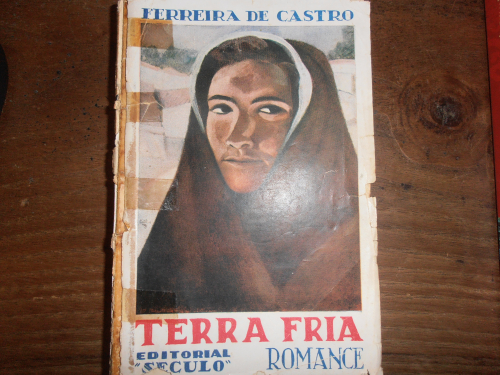 FERREIRA DE CASTRO
TERRA FRIA
EDITORIAL
"SECULO"
ROMANCE